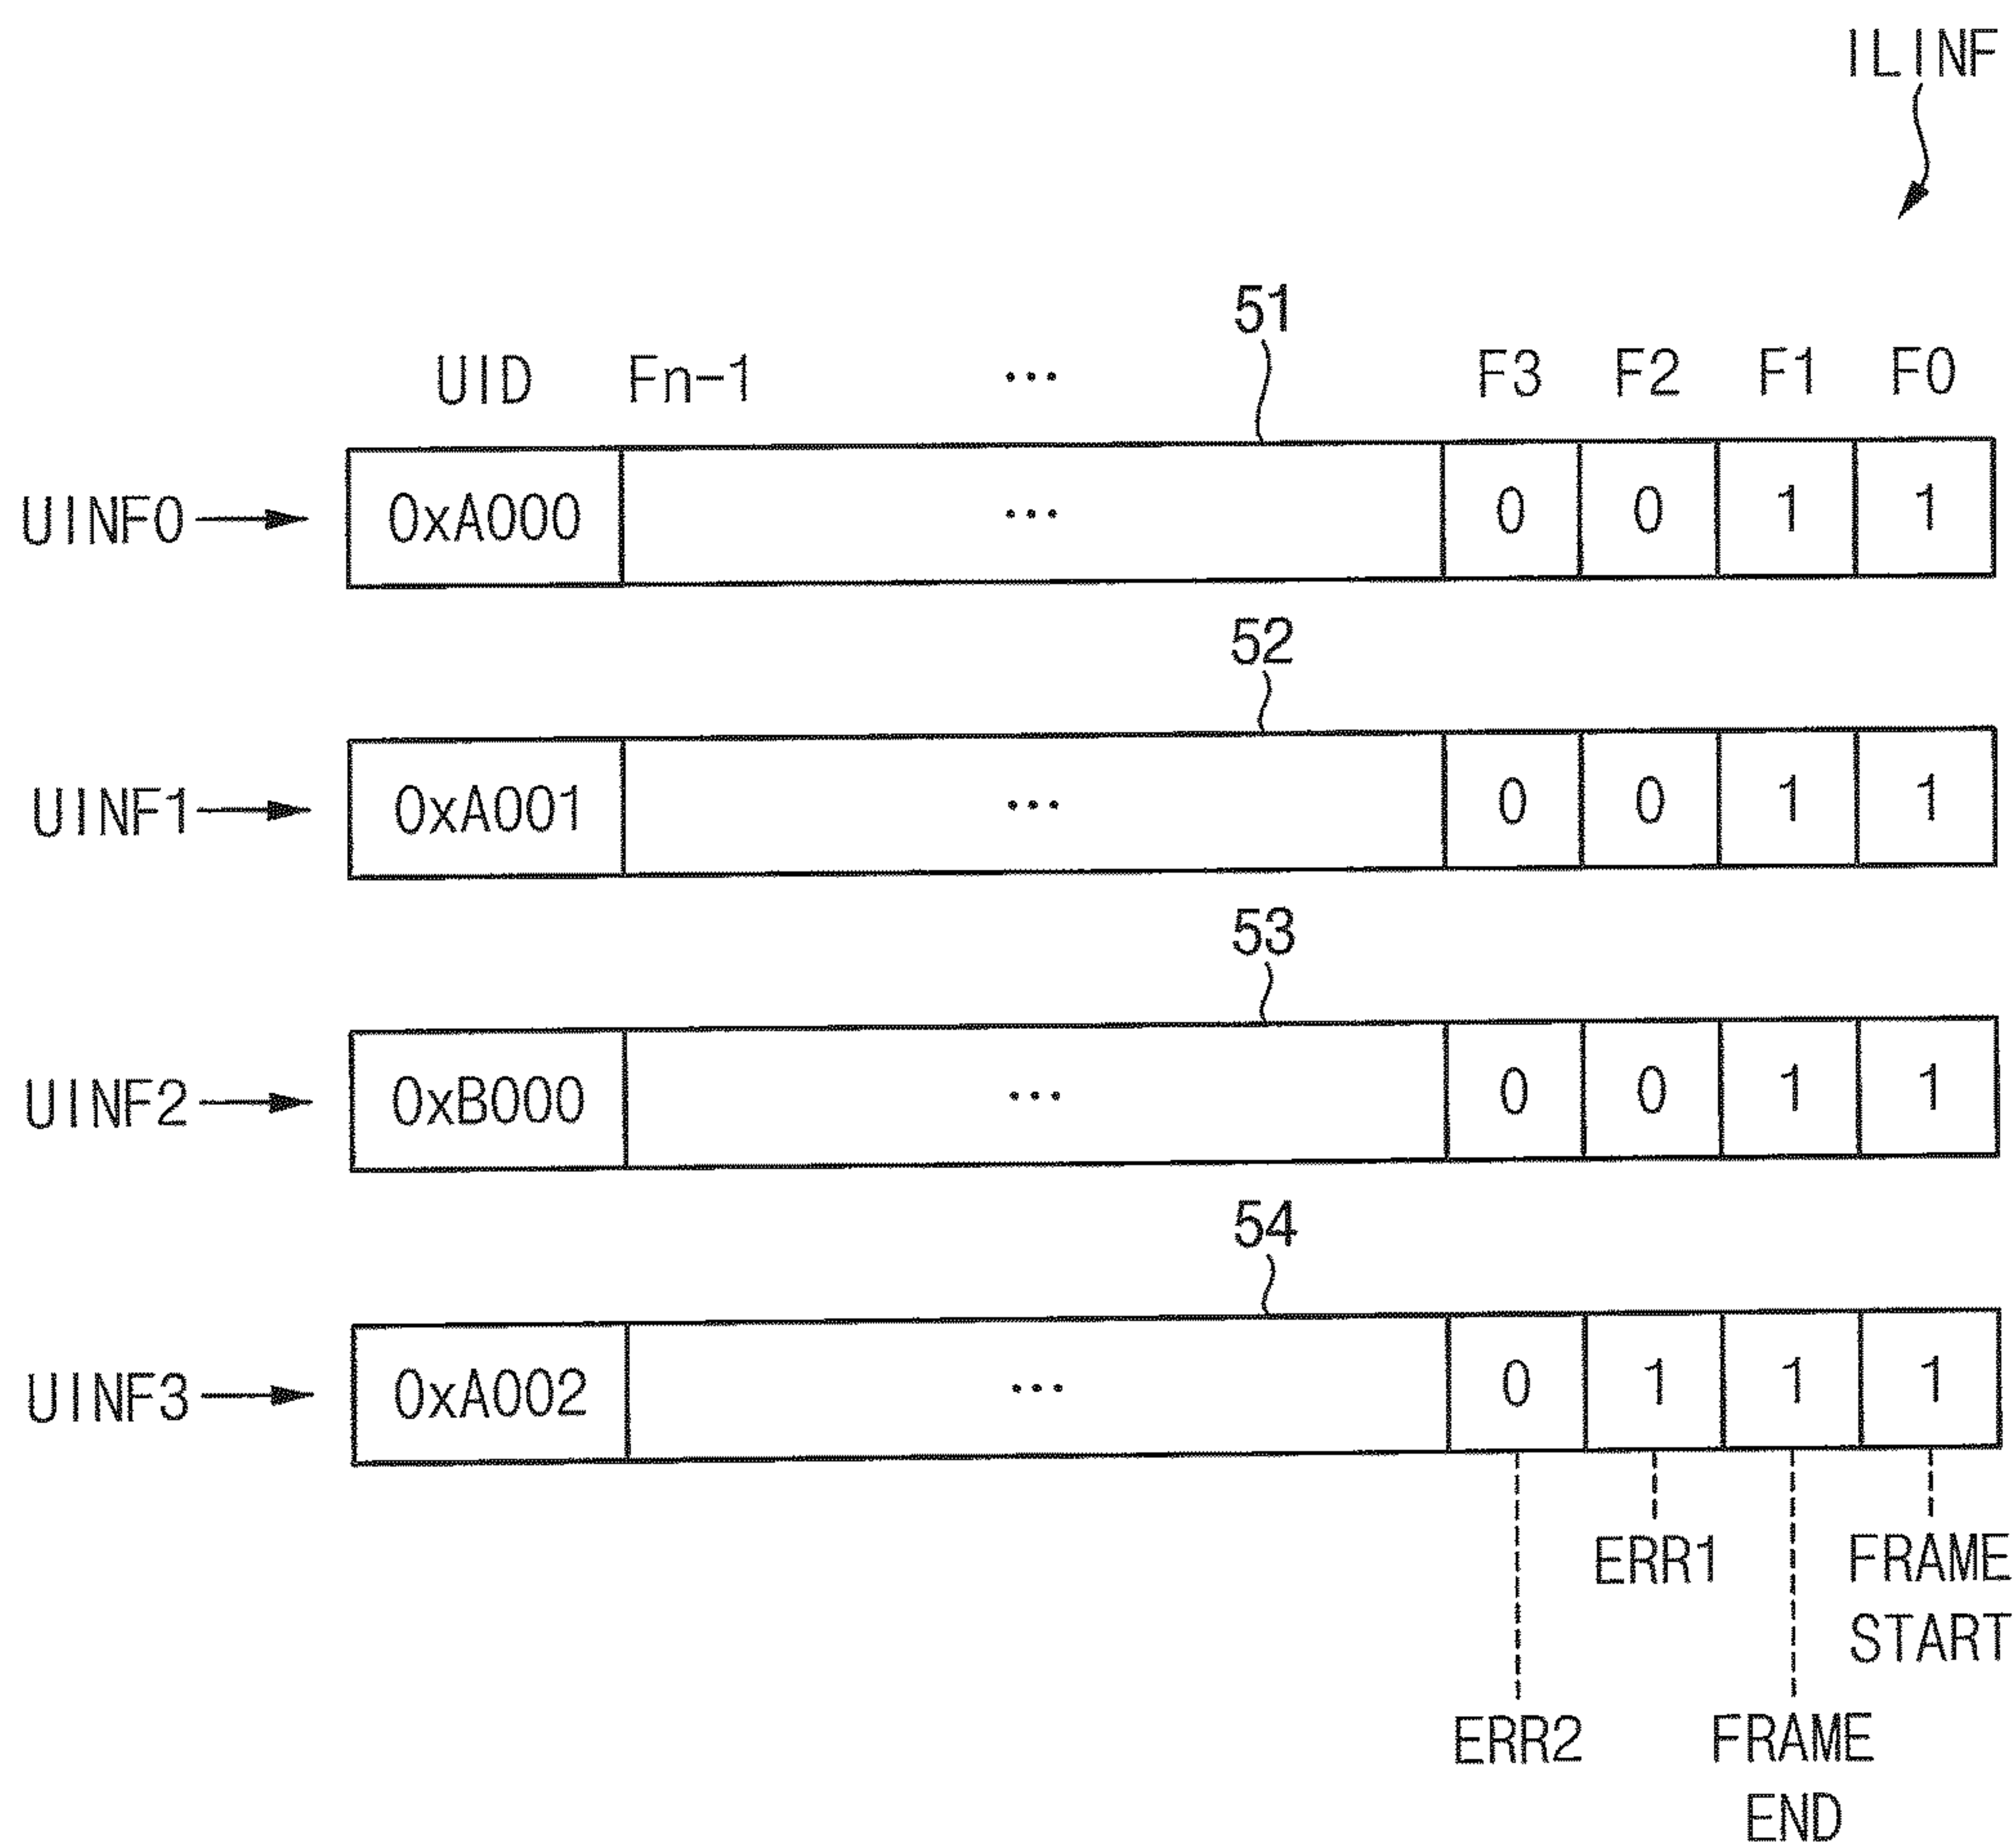 ILINF
51
UID Fn-1 ... F3 F2 F1 F0
UINF0 0xA000 ... 0 0 1 1
52
UINF1 0xA001 ... 0 0 1 1
53
UINF2 0xB000 ... 0 0 1 1
54
UINF3 0xA002 ... 0 1 1 1
ERR1 FRAME
START
ERR2 FRAME
END